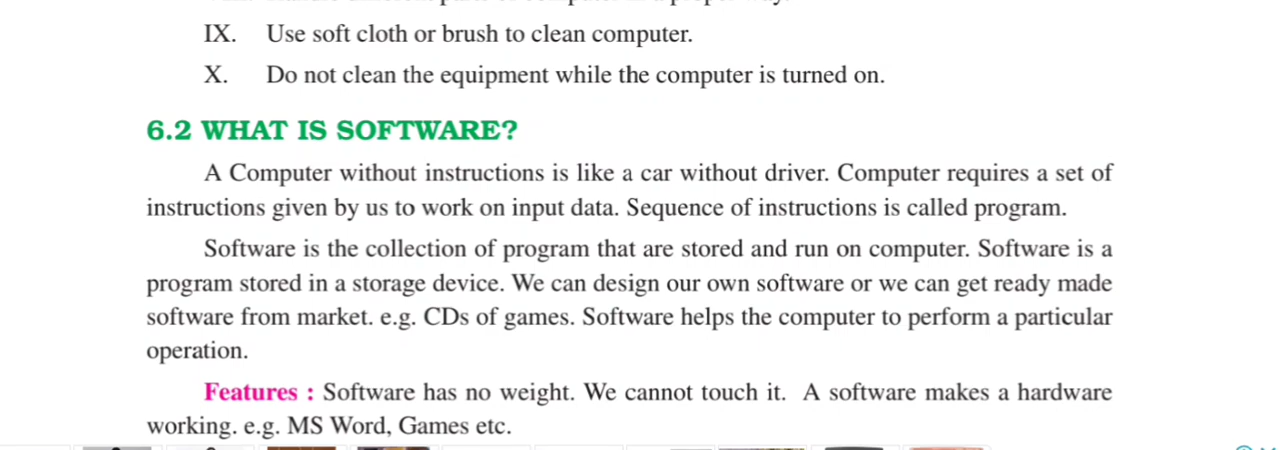 IX. Use soft cloth or brush to clean computer.
X. Do not clean the equipment while the computer is turned on.
6.2 WHAT IS SOFTWARE?
A Computer without instructions is like a car without driver. Computer requires a set of
instructions given by us to work on input data. Sequence of instructions is called program.
Software is the collection of program that are stored and run on computer. Software is a
program stored in a storage device. We can design our own software or we can get ready made
software from market. e.g. CDs of games. Software helps the computer to perform a particular
operation.
Features : Software has no weight. We cannot touch it. A software makes a hardware
working. e.g. MS Word, Games etc.